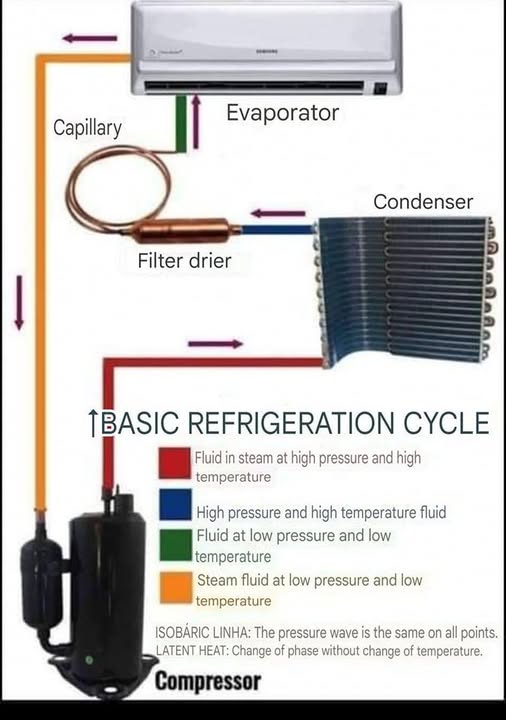 SAMSUNG
Evaporator
Capillary
Condenser
Filter drier
↑BASIC REFRIGERATION CYCLE
Fluid in steam at high pressure and high
temperature
High pressure and high temperature fluid
Fluid at low pressure and low
temperature
Steam fluid at low pressure and low
temperature
ISOBÁRIC LINHA: The pressure wave is the same on all points.
LATENT HEAT: Change of phase without change of temperature.
Compressor